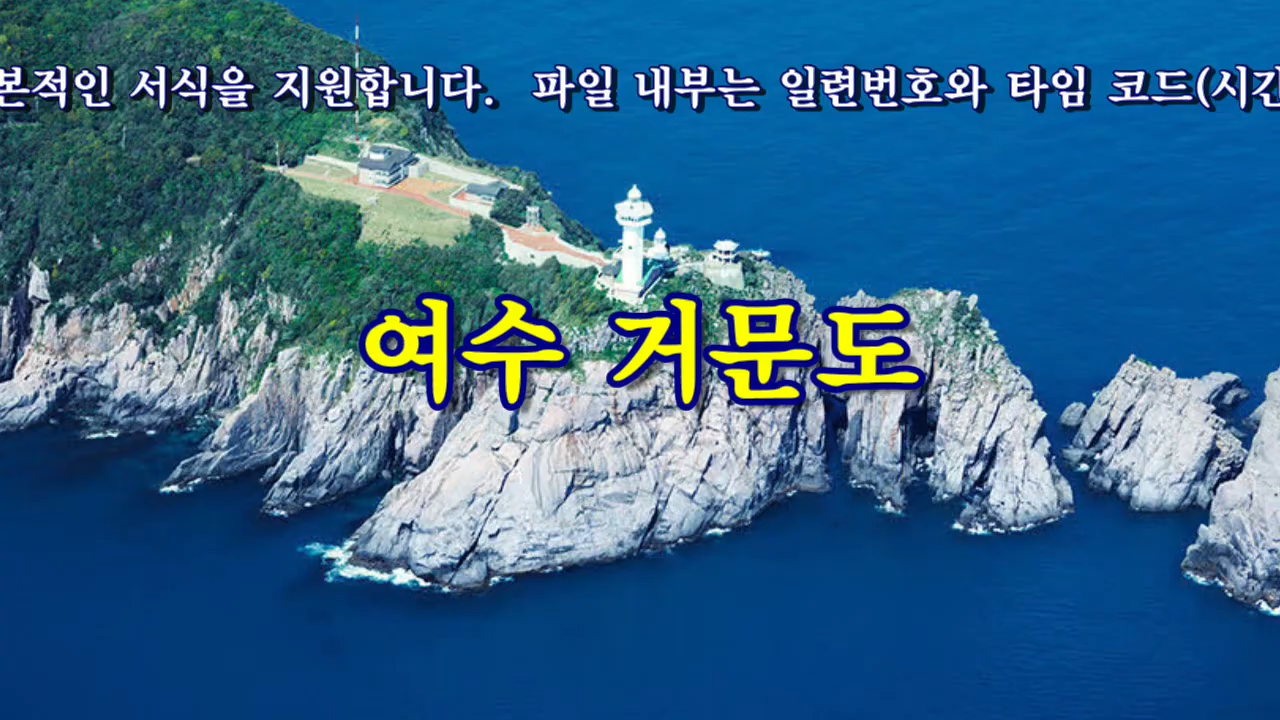 본적인 서식을 지원합니다. 파일 내부는 일련번호와 타임 코드(시간
여수 거문도